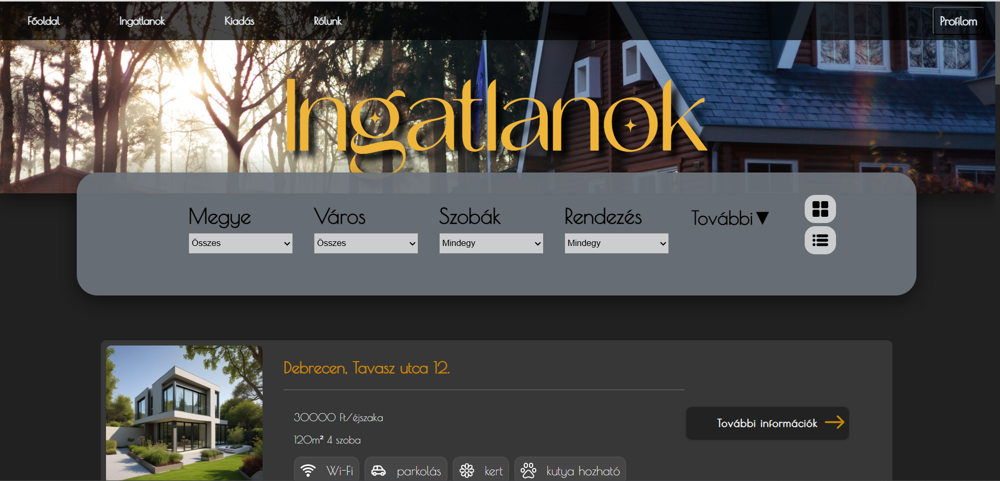 Főoldal Ingatlanok Kiadás Rólunk Profilom
Ingatlanok
Megye Város Szobák Rendezés További▼
Összes Összes Mindegy Mindegy
Debrecen, Tavasz utca 12.
30000 Ft/éjszaka
További információk
120m² 4 szoba
Wi-Fi parkolás kert kutya hozható